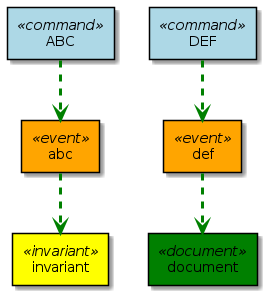 «command»
ABC
«command»
DEF
«event»
abc
«event»
def
«invariant»
invariant
«document»
document